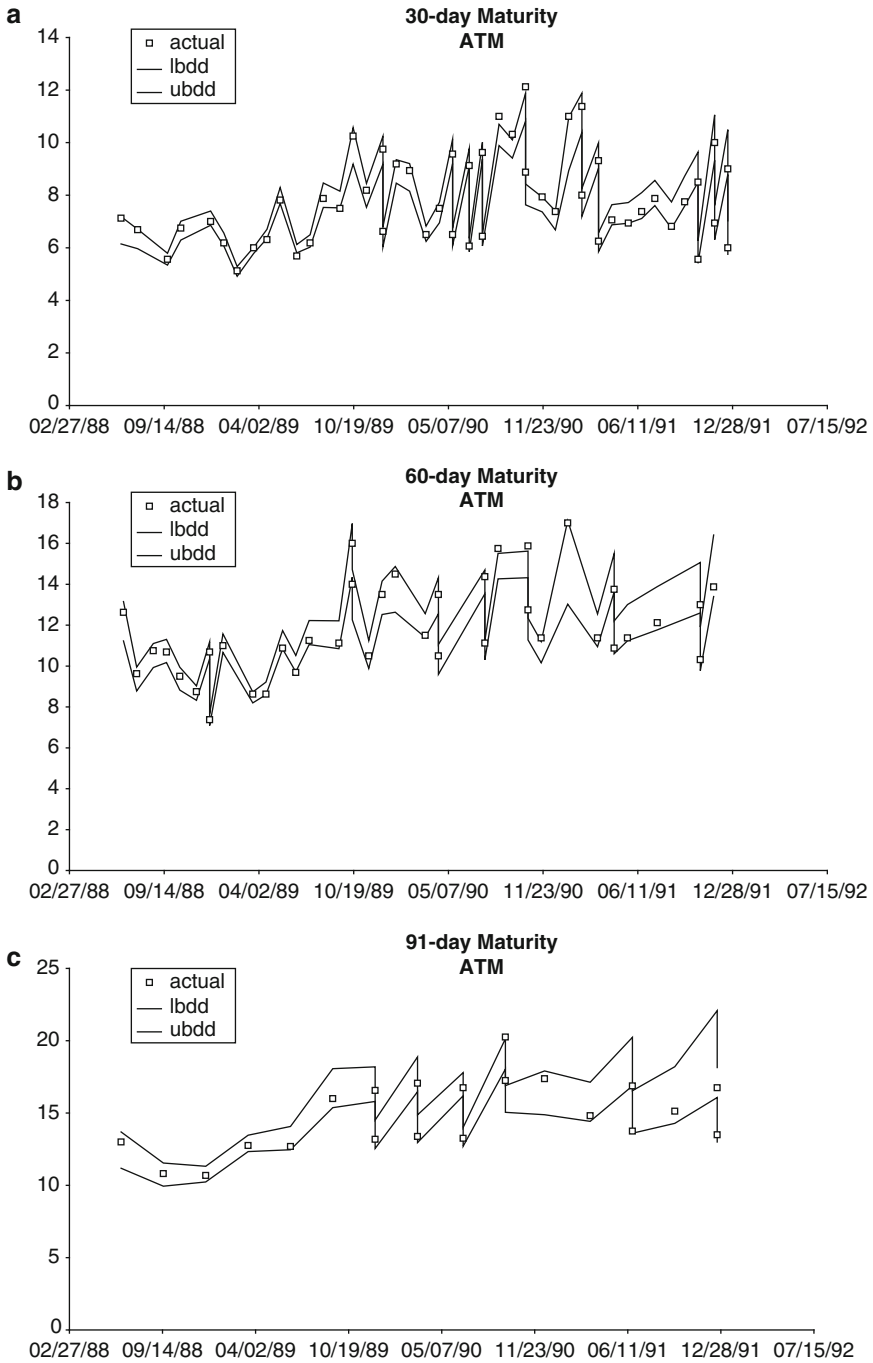 a
30-day Maturity
ATM
actual
lbdd
ubdd
14
12
10
8
6
4
2
0
02/27/88 09/14/88 04/02/89 10/19/89 05/07/90 11/23/90 06/11/91 12/28/91 07/15/92
b
60-day Maturity
ATM
actual
lbdd
ubdd
18
16
14
12
10
8
6
4
2
0
02/27/88 09/14/88 04/02/89 10/19/89 05/07/90 11/23/90 06/11/91 12/28/91 07/15/92
c
91-day Maturity
ATM
actual
lbdd
ubdd
25
20
15
10
5
0
02/27/88 09/14/88 04/02/89 10/19/89 05/07/90 11/23/90 06/11/91 12/28/91 07/15/92